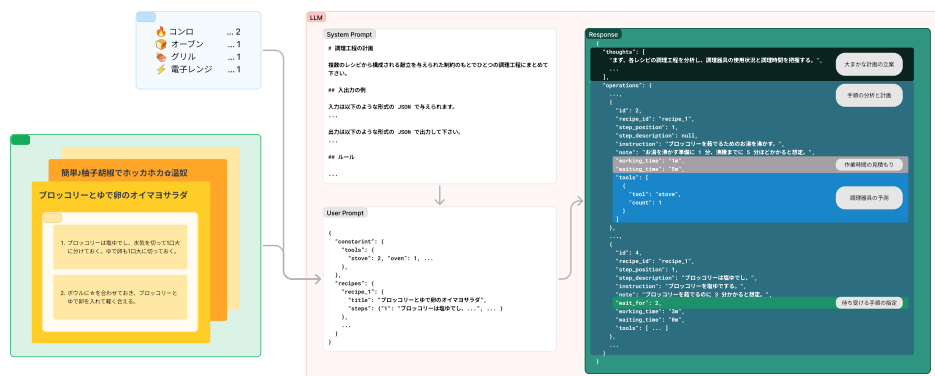 🔥 コンロ ... 2
🍞 オーブン ... 1
🍖 グリル ... 1
⚡ 電子レンジ ... 1
簡単♪柚子胡椒でホッカホカ✿温奴
ブロッコリーとゆで卵のオイマヨサラダ
1. ブロッコリーは塩ゆでし、水気を切って1口大
に分けておく。ゆで卵も1口大に切っておく。
2. ボウルに★を合わせておき、ブロッコリーと
ゆで卵を入れて軽く合える。
LLM
System Prompt
# 調理工程の計画
複数のレシピから構成される献立を与えられた制約のもとでひとつの調理工程にまとめて
下さい。
## 入出力の例
入力は以下のような形式の JSON で与えられます。
...
出力は以下のような形式の JSON で出力して下さい。
...
## ルール
...
User Prompt
{
"constarint": {
"tools": {
"stove": 2, "oven": 1, ...
},
},
"recipes": {
"recipe_1": {
"title": "ブロッコリーとゆで卵のオイマヨサラダ",
"steps": {"1": "ブロッコリーは塩ゆでし、...", ... }
},
...
}
}
Response
{
"thoughts": [
"まず、各レシピの調理工程を分析し、調理器具の使用状況と調理時間を把握する。",
...
],
大まかな計画の立案
"operations": {
...,
{
手順の分析と計画
"id": 2,
"recipe_id": "recipe_1",
"step_position": 1,
"step_description": null,
"instruction": "ブロッコリーを茹でるためのお湯を沸かす。",
"note": "お湯を沸かす準備に 1 分、沸騰までに 5 分ほどかかると想定。",
"working_time": "1m",
"waiting_time": "5m",
作業時間の見積もり
"tools": [
{
"tool": "stove",
"count": 1
}
]
調理器具の予測
},
...,
{
"id": 4,
"recipe_id": "recipe_1",
"step_position": 1,
"step_description": "ブロッコリーは塩ゆでし、",
"instruction": "ブロッコリーを塩ゆでする。",
"note": "ブロッコリーを茹でるのに 3 分かかると想定。",
"wait_for": 2,
待ち受ける手順の指定
"working_time": "3m",
"waiting_time": "0m",
"tools": [ ... ]
},
...
}
}